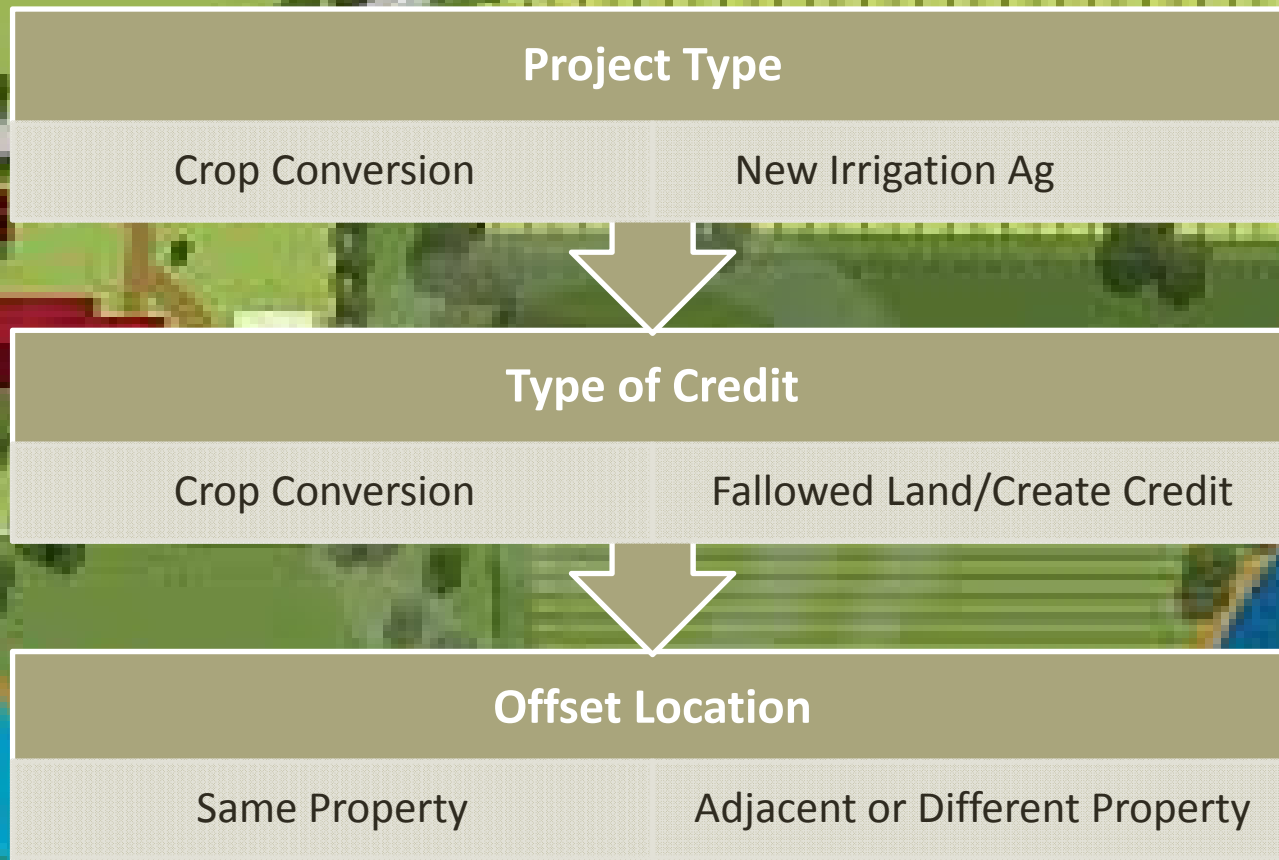 Project Type
Crop Conversion
New Irrigation Ag
Type of Credit
Crop Conversion
Fallowed Land/Create Credit
Offset Location
Same Property
Adjacent or Different Property